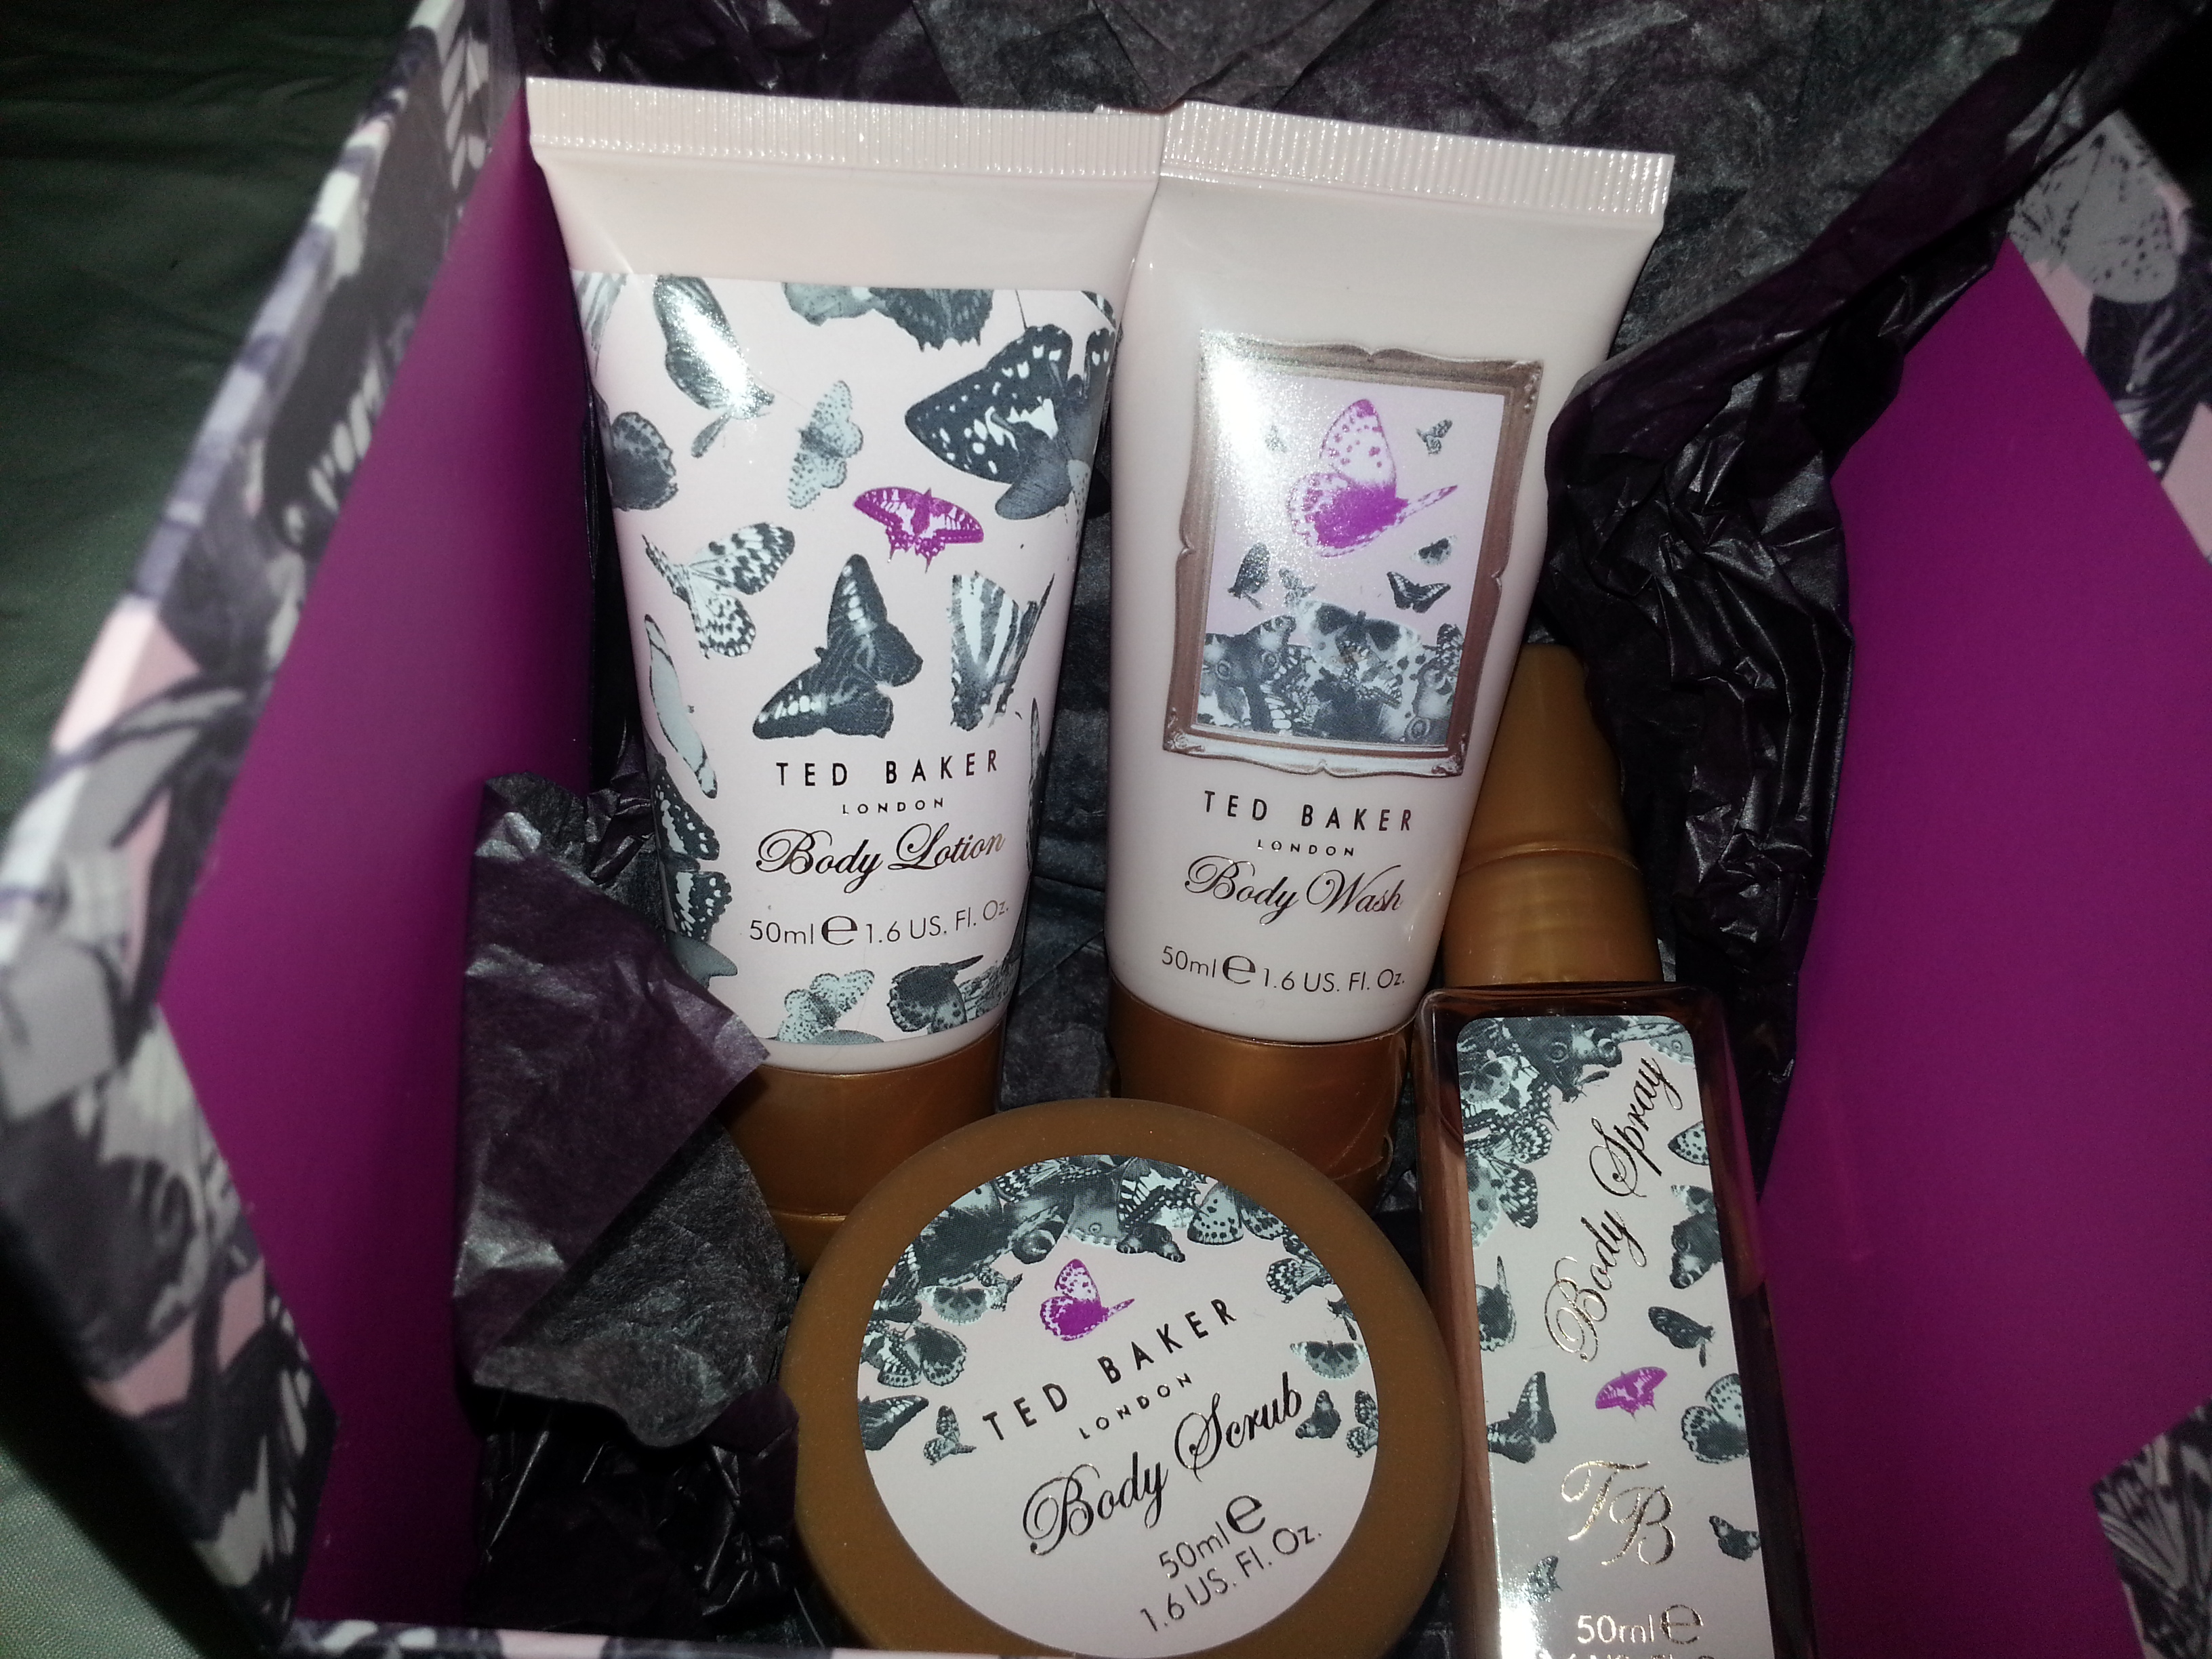 TED BAKER
LONDON
Body Lotion
50ml e 1.6 US. Fl. Oz.
TED BAKER
LONDON
Body Wash
50ml e 1.6 US. Fl. Oz.
TED BAKER
LONDON
Body Scrub
50ml e
1.6 US. Fl. Oz.
Body Spray
TB
50ml e